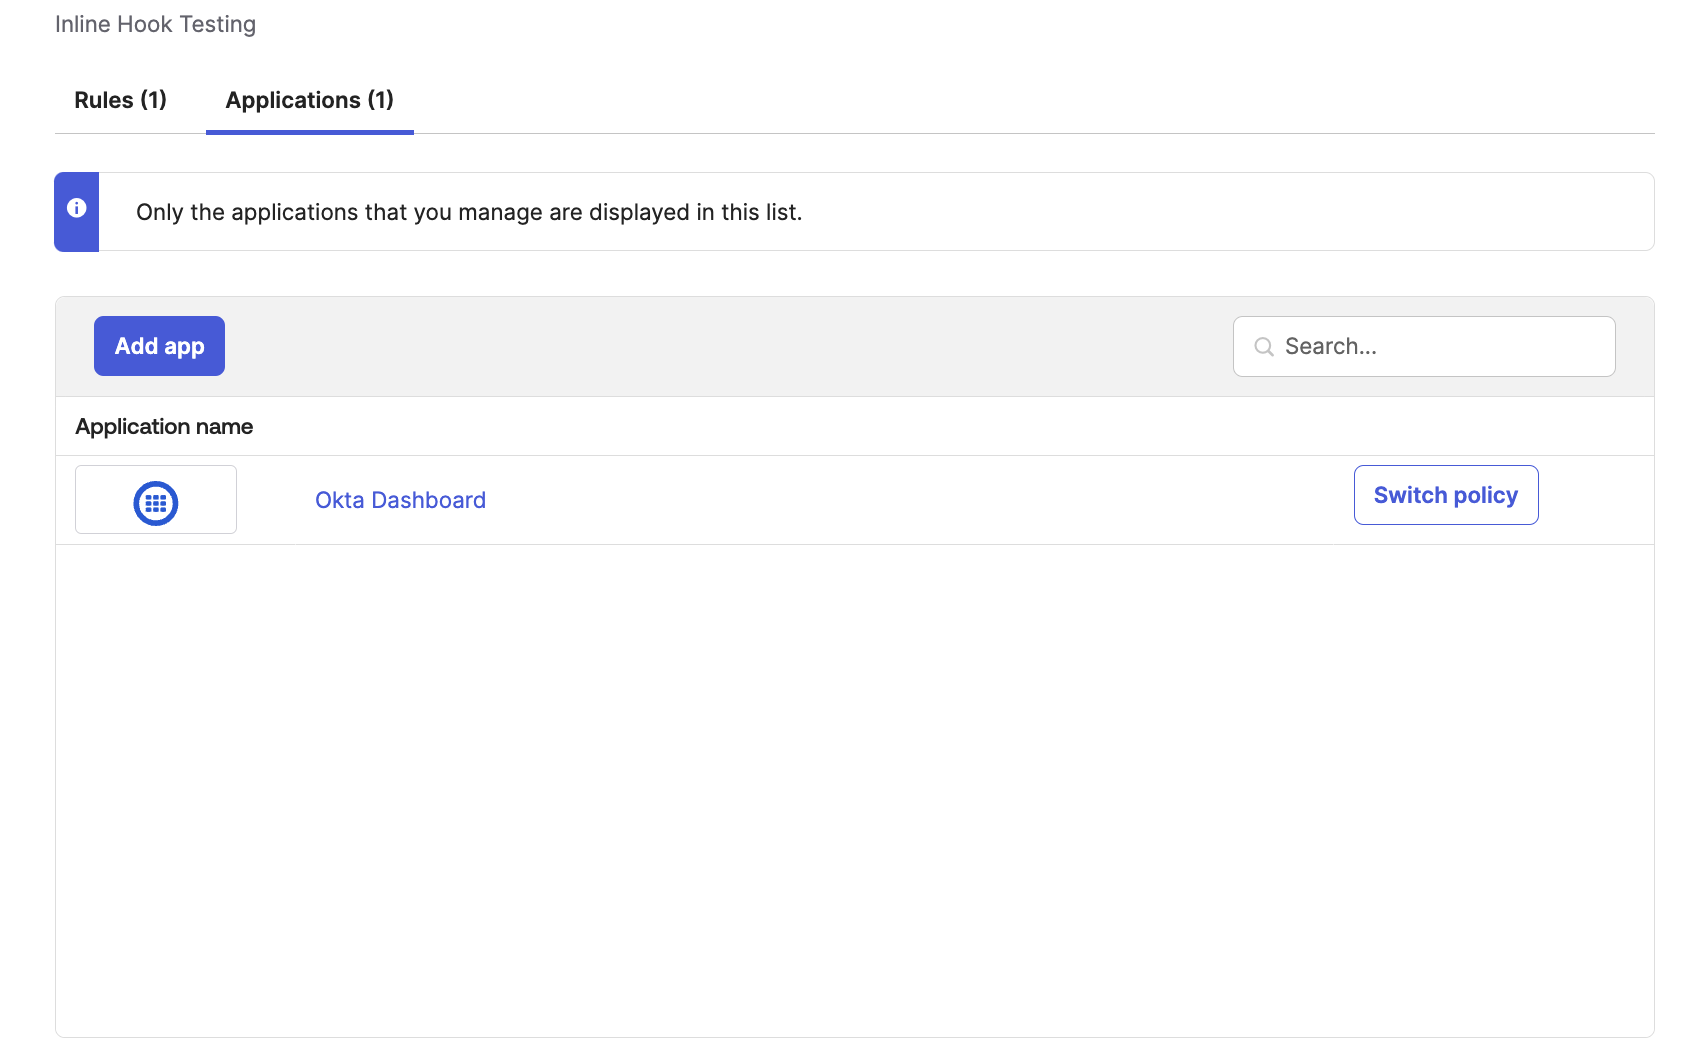 Inline Hook Testing
Rules (1) Applications (1)
Only the applications that you manage are displayed in this list.
Add app Search...
Application name
Okta Dashboard Switch policy